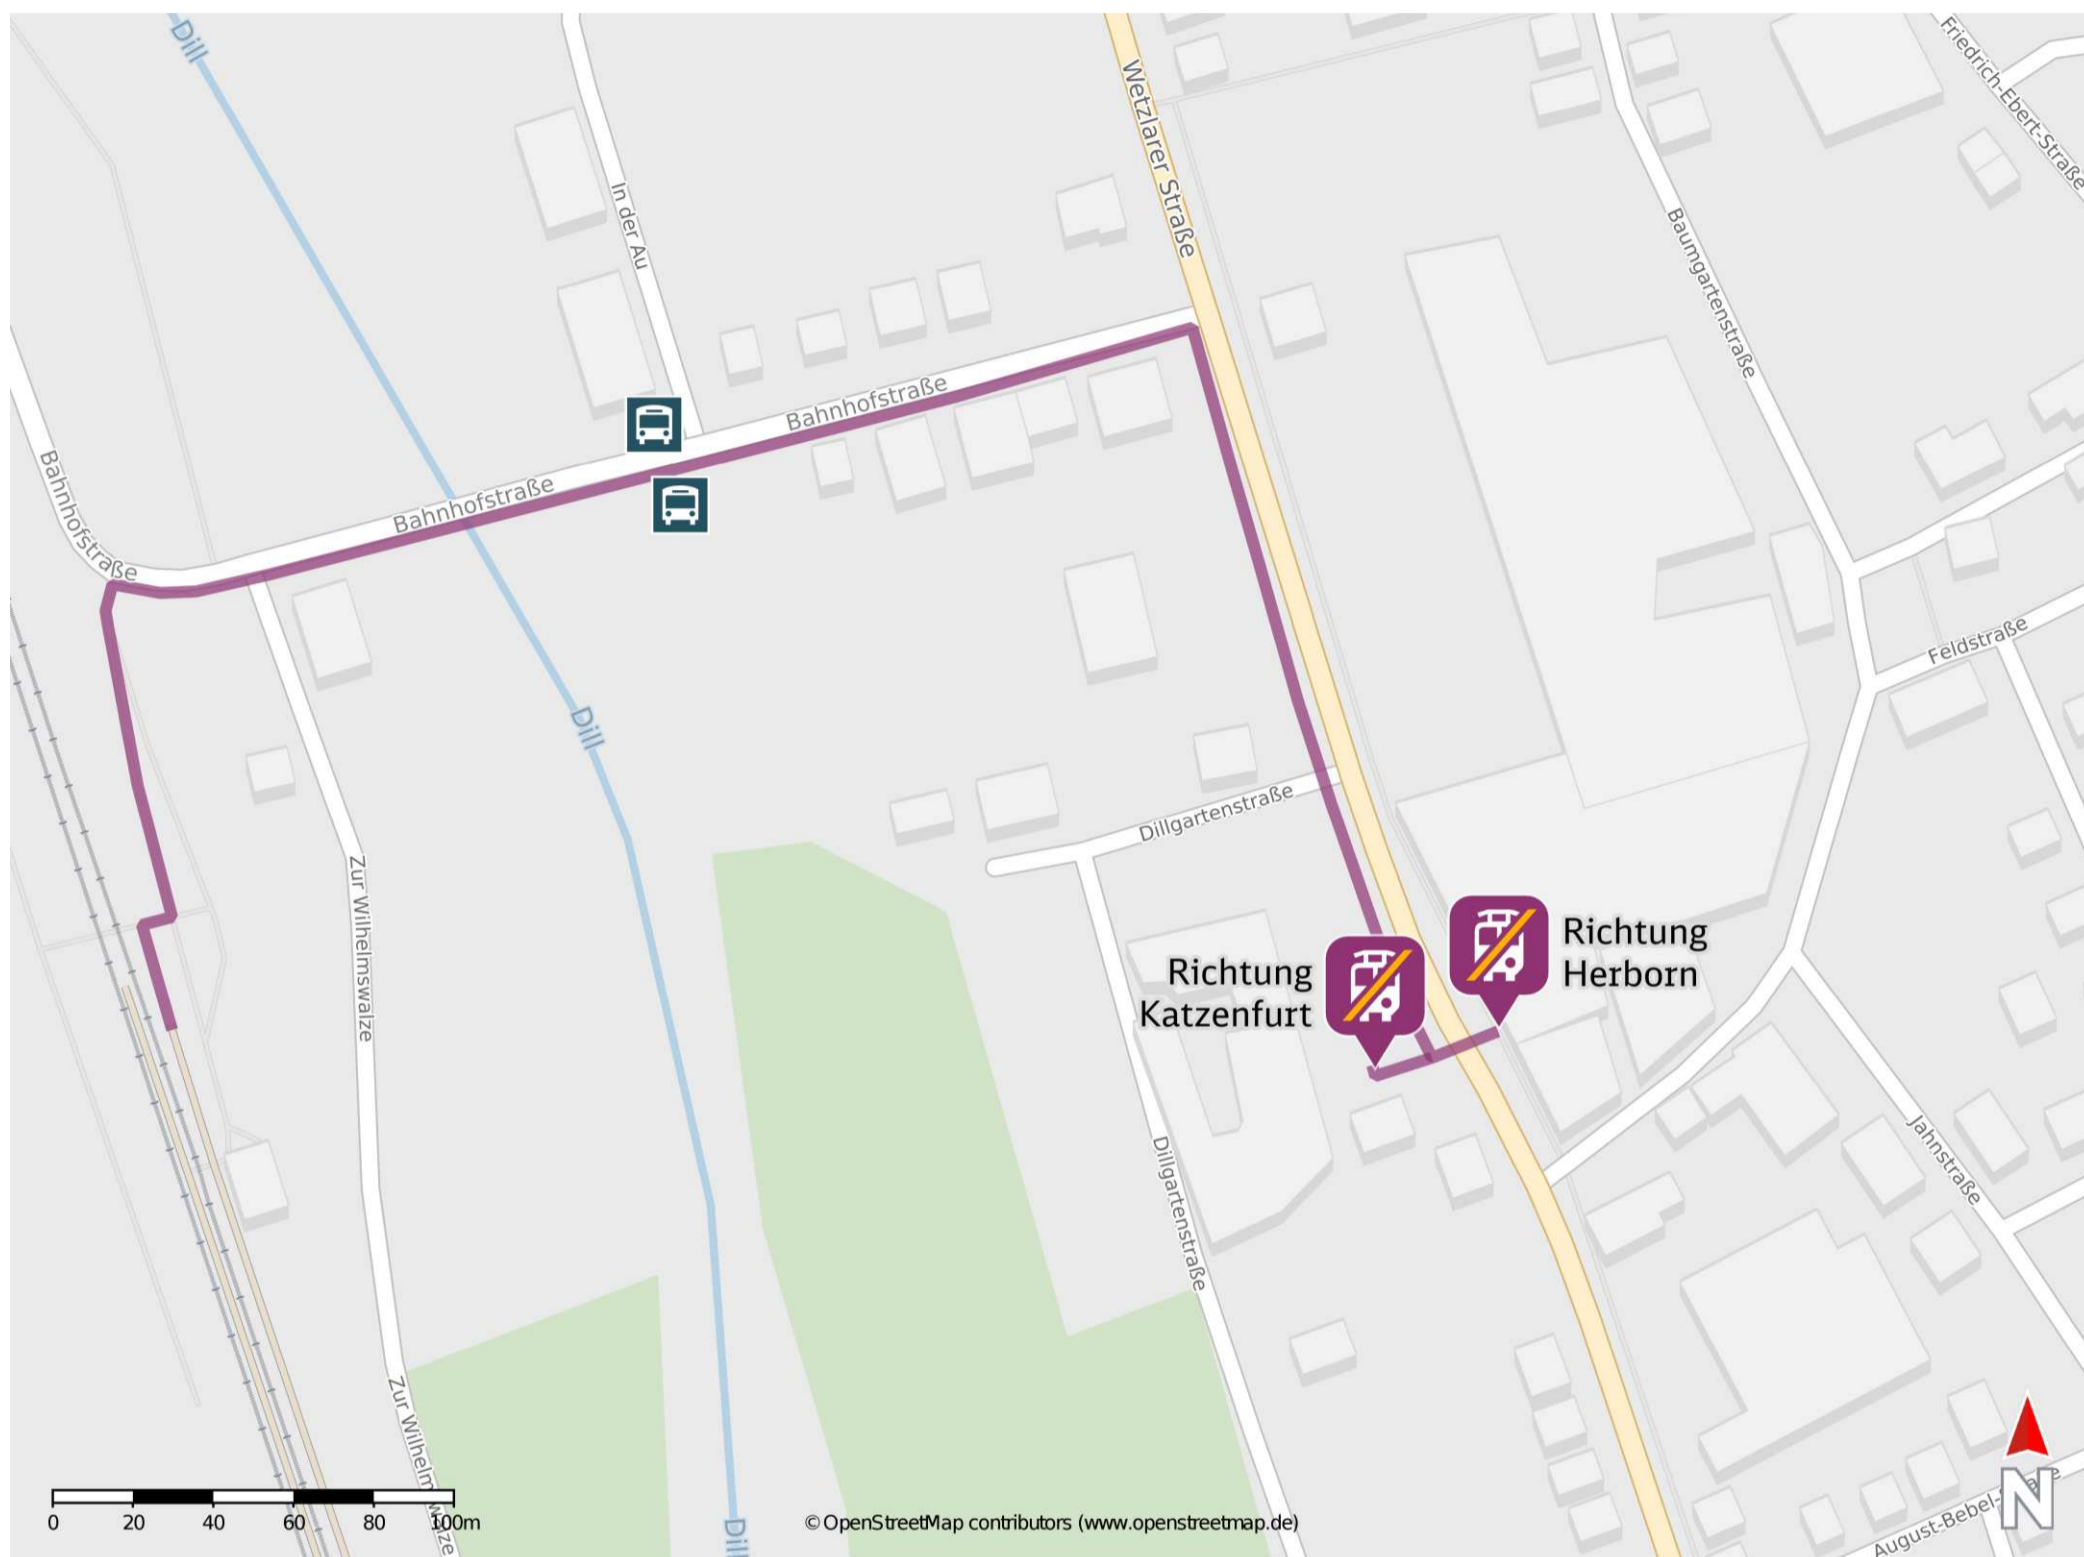 Dill
Wetzlarer Straße
Friedrich-Ebert-Straße
In der Au
Baumgartenstraße
Bahnhofstraße
Bahnhofstraße
Bahnhofstraße
Feldstraße
Dill
Dillgartenstraße
Zur Wilhelmswalze
Richtung
Herborn
Richtung
Katzenfurt
Jahnstraße
Dillgartenstraße
Zur Wilhelmswalze
0 20 40 60 80 100m
Dill
© OpenStreetMap contributors (www.openstreetmap.de)
N